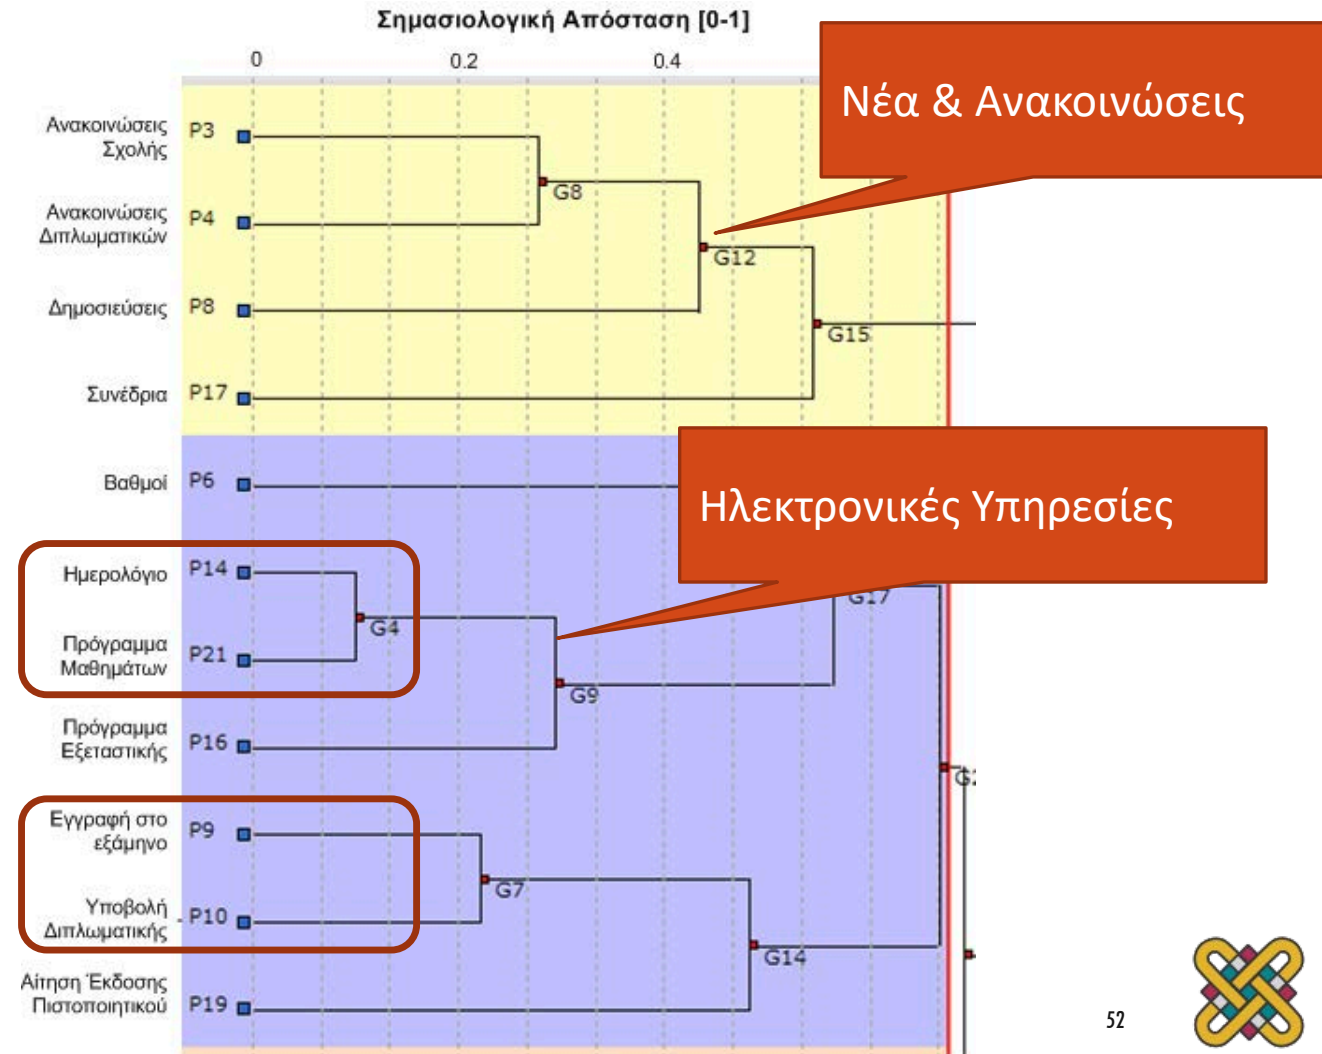 Σημασιολογική Απόσταση [0-1]
0 0.2 0.4
Νέα & Ανακοινώσεις
Ανακοινώσεις
Σχολής
P3
G8
Ανακοινώσεις
Διπλωματικών
P4
G12
Δημοσιεύσεις
P8
G15
Συνέδρια
P17
Βαθμοί
P6
Ηλεκτρονικές Υπηρεσίες
Ημερολόγιο
P14
G17
G4
Πρόγραμμα
Μαθημάτων
P21
G9
Πρόγραμμα
Εξεταστικής
P16
Εγγραφή στο
εξάμηνο
P9
G7
Υποβολή
Διπλωματικής
P10
G14
Αίτηση Έκδοσης
Πιστοποιητικού
P19
52